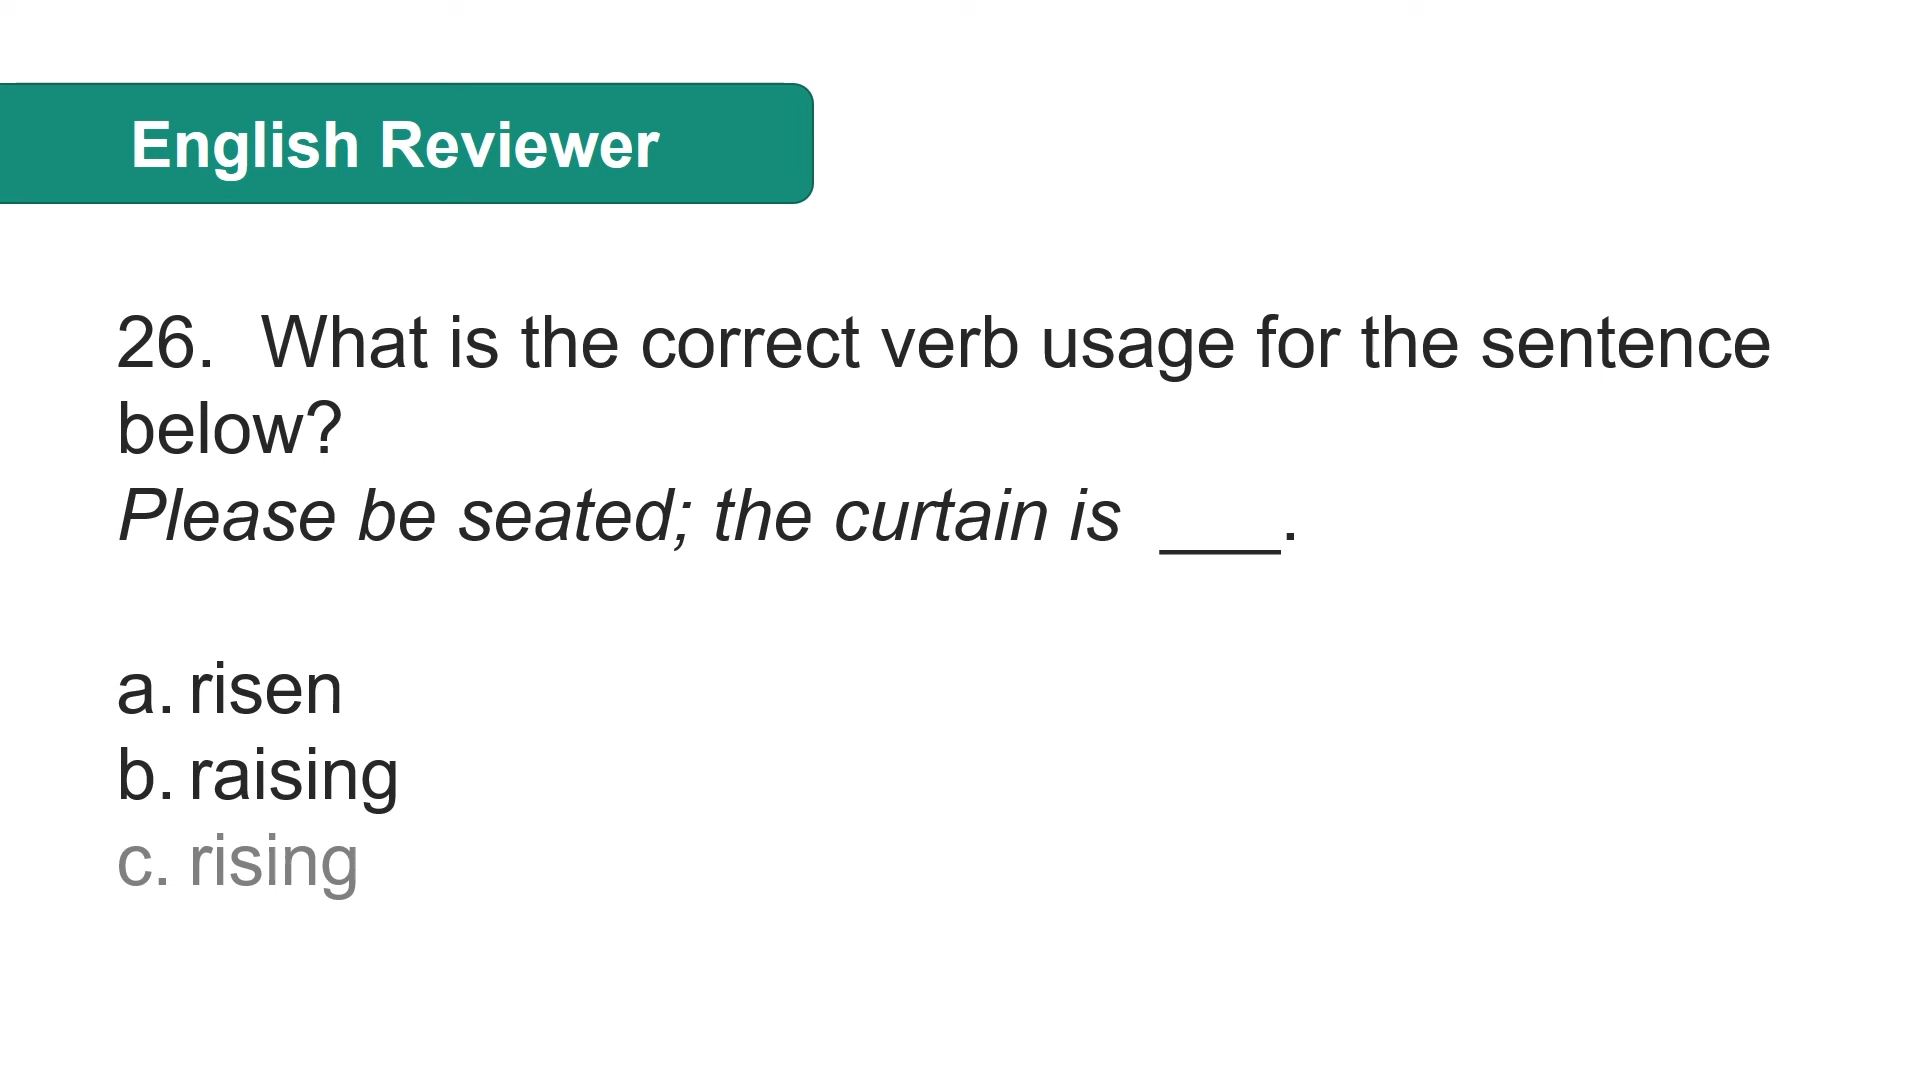 English Reviewer
26. What is the correct verb usage for the sentence
below?
Please be seated; the curtain is ____.
a. risen
b. raising
c. rising